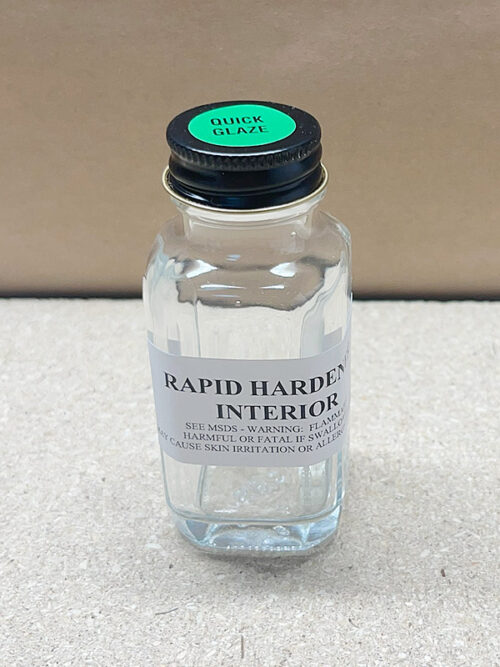 QUICK
GLAZE
RAPID HARDEN
INTERIOR
SEE MSDS - WARNING: FLAMMA
HARMFUL OR FATAL IF SWALLO
AY CAUSE SKIN IRRITATION OR ALLER